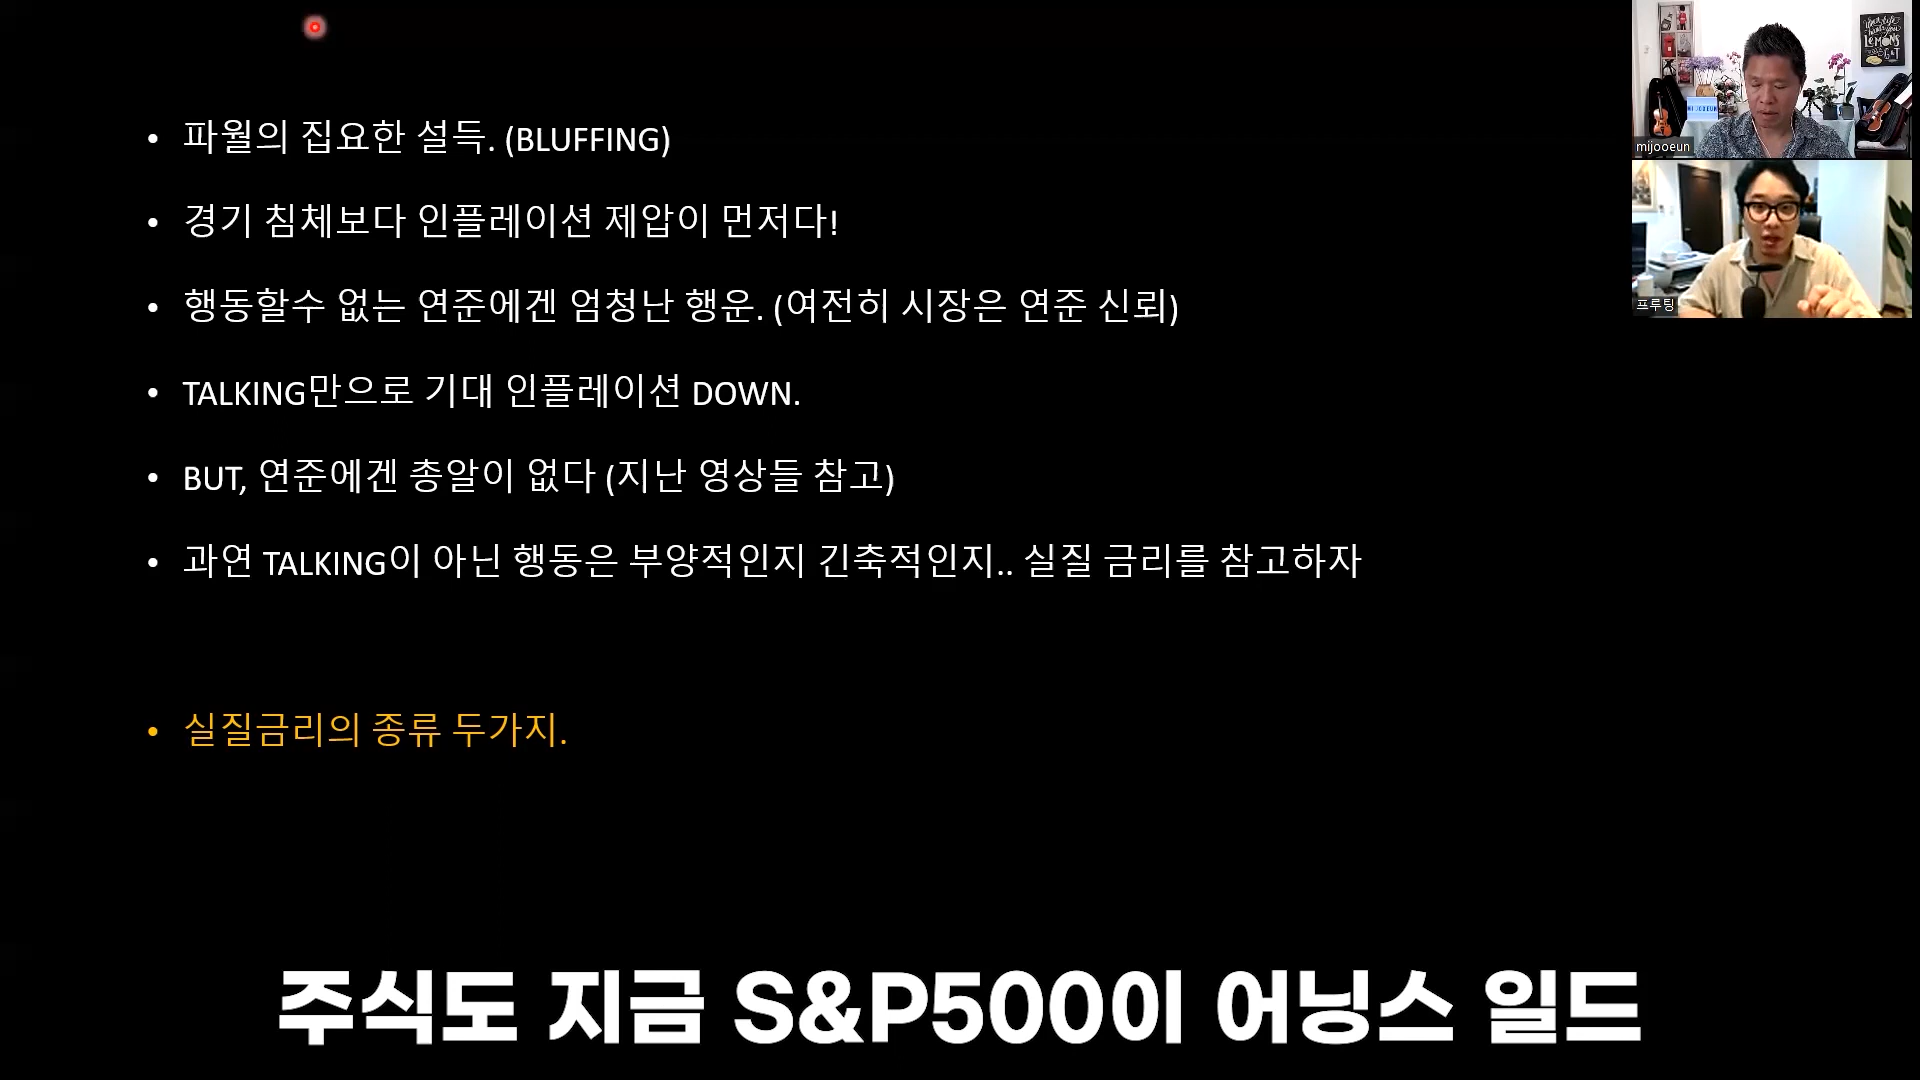 • 파월의 집요한 설득. (BLUFFING)
• 경기 침체보다 인플레이션 제압이 먼저다!
• 행동할수 없는 연준에겐 엄청난 행운. (여전히 시장은 연준 신뢰)
• TALKING만으로 기대 인플레이션 DOWN.
• BUT, 연준에겐 총알이 없다 (지난 영상들 참고)
• 과연 TALKING이 아닌 행동은 부양적인지 긴축적인지.. 실질 금리를 참고하자
• 실질금리의 종류 두가지.
주식도 지금 S&P500이 어닝스 일드
LEMONS
mijooeun
프루팅